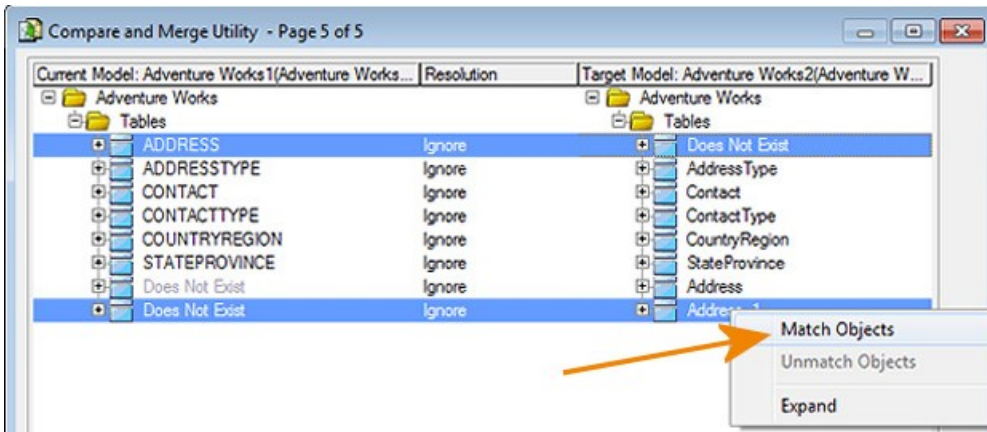 Compare and Merge Utility - Page 5 of 5
Current Model: Adventure Works1(Adventure Works... Resolution Target Model: Adventure Works2(Adventure W...
Adventure Works Adventure Works
Tables Tables
ADDRESS Ignore Does Not Exist
ADDRESSTYPE Ignore AddressType
CONTACT Ignore Contact
CONTACTTYPE Ignore ContactType
COUNTRYREGION Ignore CountryRegion
STATEPROVINCE Ignore StateProvince
Does Not Exist Ignore Address
Does Not Exist Ignore Address_1
Match Objects
Unmatch Objects
Expand